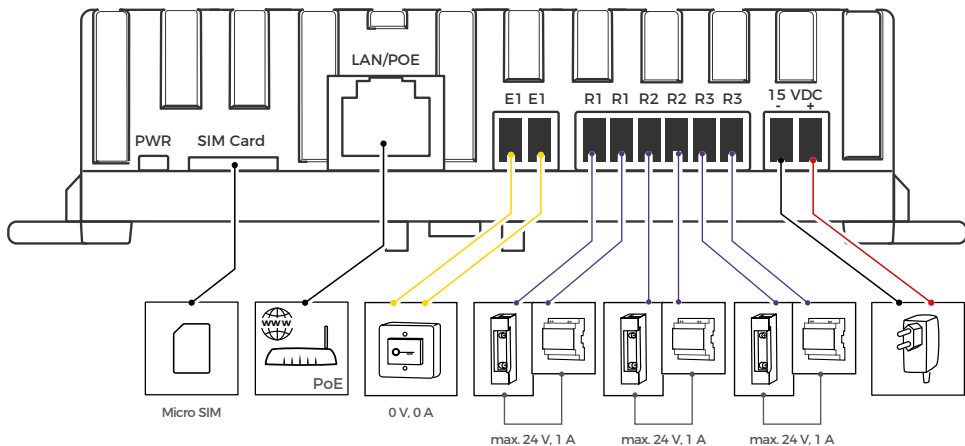 LAN/POE
E1 E1
R1 R1 R2 R2 R3 R3
15 VDC
- +
PWR
SIM Card
www
PoE
Micro SIM
0 V, 0 A
max. 24 V, 1 A
max. 24 V, 1 A
max. 24 V, 1 A